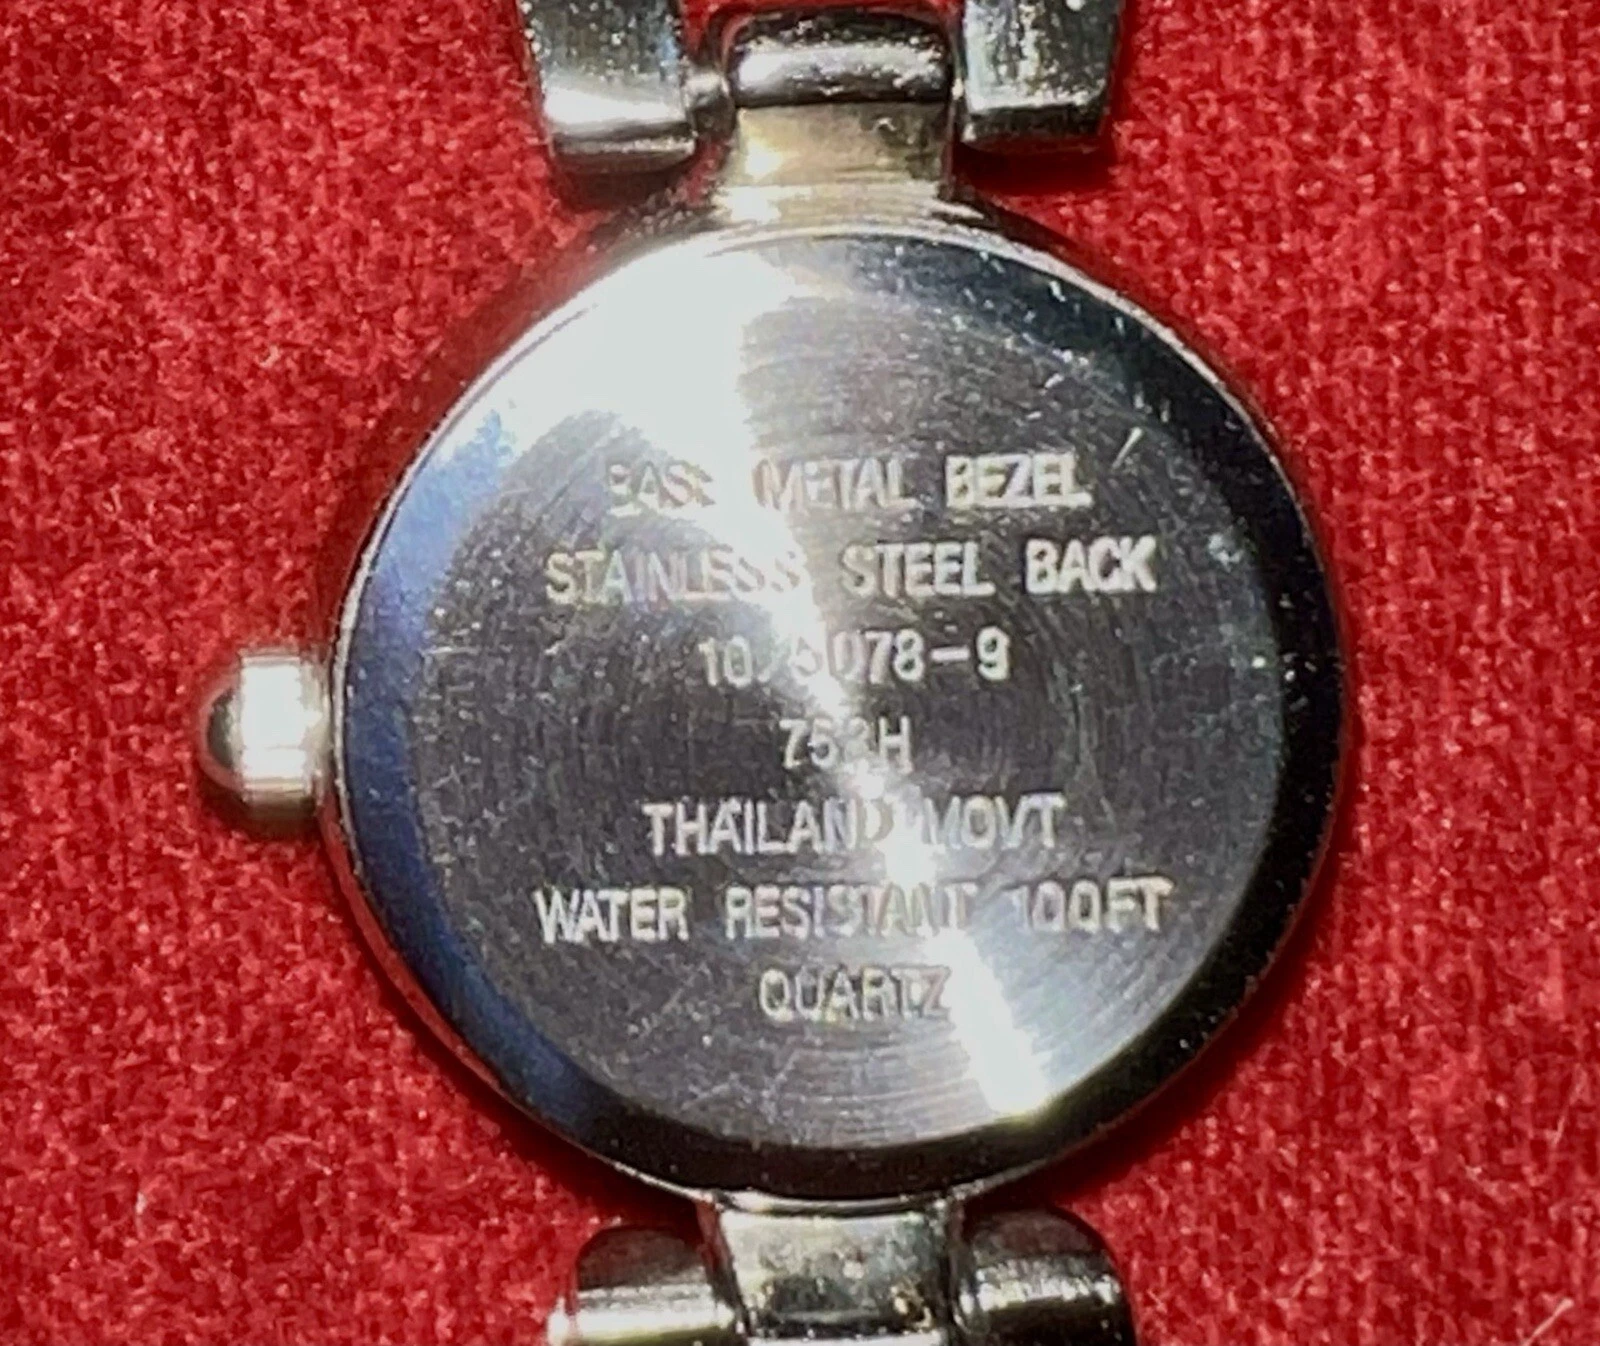 BASE METAL BEZEL
STAINLESS STEEL BACK
THAILAND MOVT
WATER RESISTANT 100FT
QUARTZ